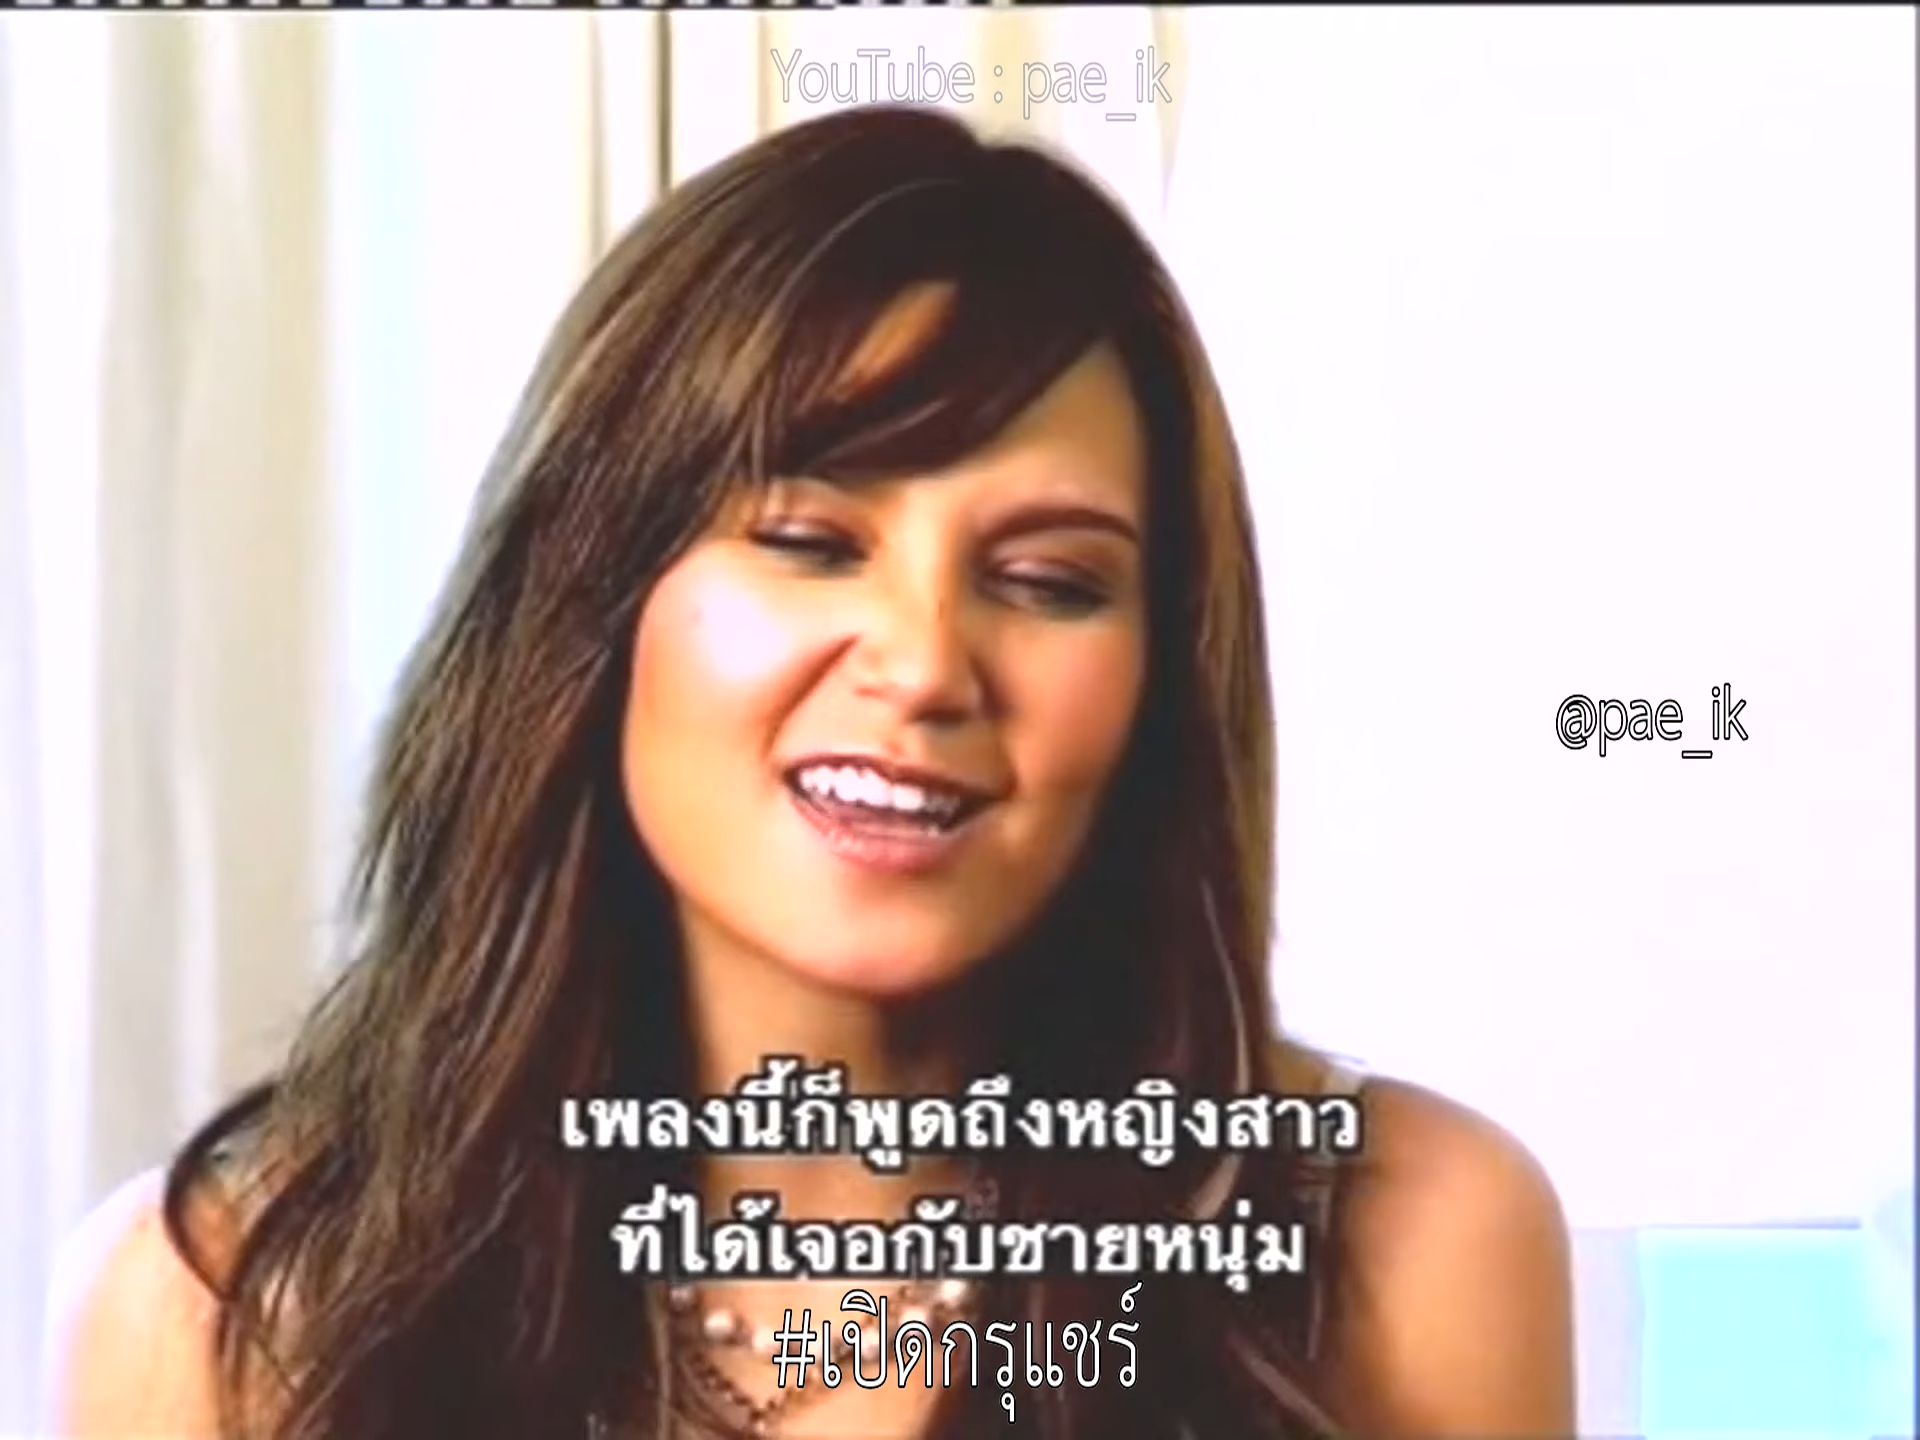 YouTube : pae_ik
@pae_ik
เพลงนี้ก็พูดถึงหญิงสาว
ที่ได้เจอกับชายหนุ่ม
#เปิดกรุแชร์